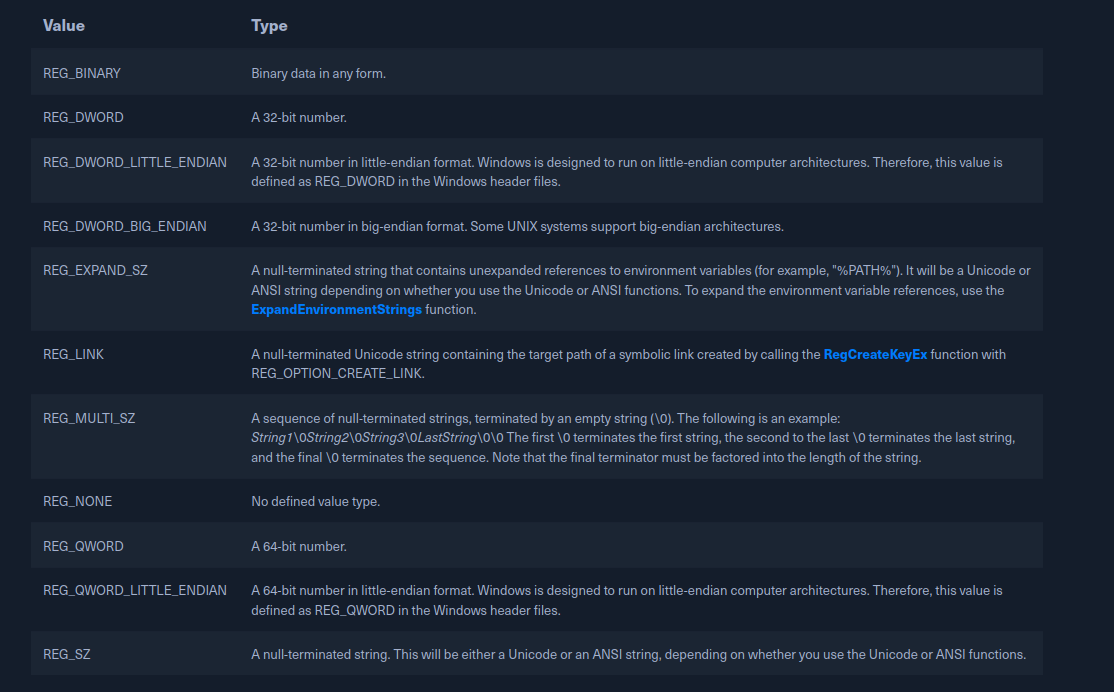 Value Type
REG_BINARY Binary data in any form.
REG_DWORD A 32-bit number.
REG_DWORD_LITTLE_ENDIAN A 32-bit number in little-endian format. Windows is designed to run on little-endian computer architectures. Therefore, this value is
defined as REG_DWORD in the Windows header files.
REG_DWORD_BIG_ENDIAN A 32-bit number in big-endian format. Some UNIX systems support big-endian architectures.
REG_EXPAND_SZ A null-terminated string that contains unexpanded references to environment variables (for example, "%PATH%"). It will be a Unicode or
ANSI string depending on whether you use the Unicode or ANSI functions. To expand the environment variable references, use the
ExpandEnvironmentStrings function.
REG_LINK A null-terminated Unicode string containing the target path of a symbolic link created by calling the RegCreateKeyEx function with
REG_OPTION_CREATE_LINK.
REG_MULTI_SZ A sequence of null-terminated strings, terminated by an empty string (\0). The following is an example:
String1\0String2\0String3\0LastString\0\0 The first \0 terminates the first string, the second to the last \0 terminates the last string,
and the final \0 terminates the sequence. Note that the final terminator must be factored into the length of the string.
REG_NONE No defined value type.
REG_QWORD A 64-bit number.
REG_QWORD_LITTLE_ENDIAN A 64-bit number in little-endian format. Windows is designed to run on little-endian computer architectures. Therefore, this value is
defined as REG_QWORD in the Windows header files.
REG_SZ A null-terminated string. This will be either a Unicode or an ANSI string, depending on whether you use the Unicode or ANSI functions.